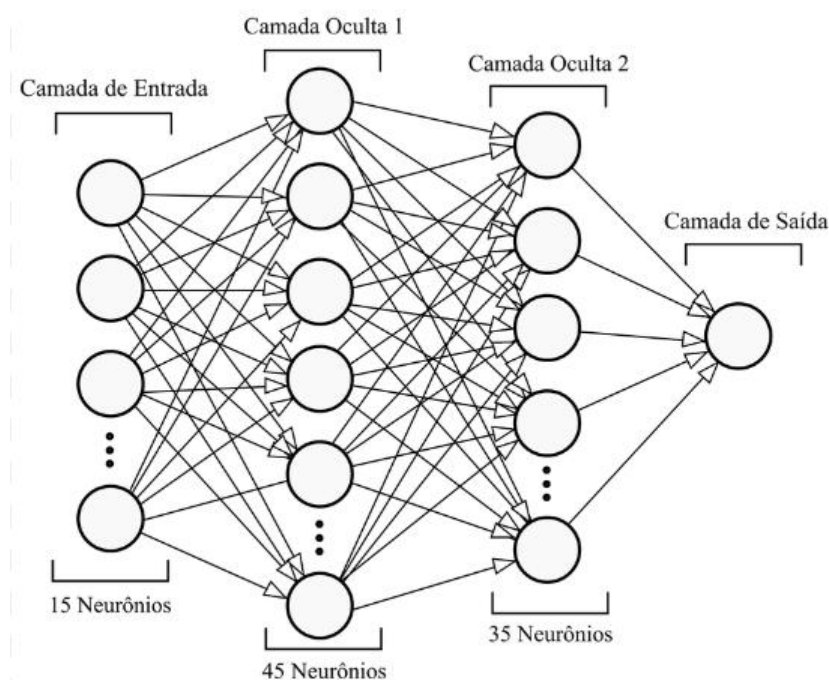 Camada Oculta 1
Camada Oculta 2
Camada de Entrada
Camada de Saída
15 Neurônios
35 Neurônios
45 Neurônios